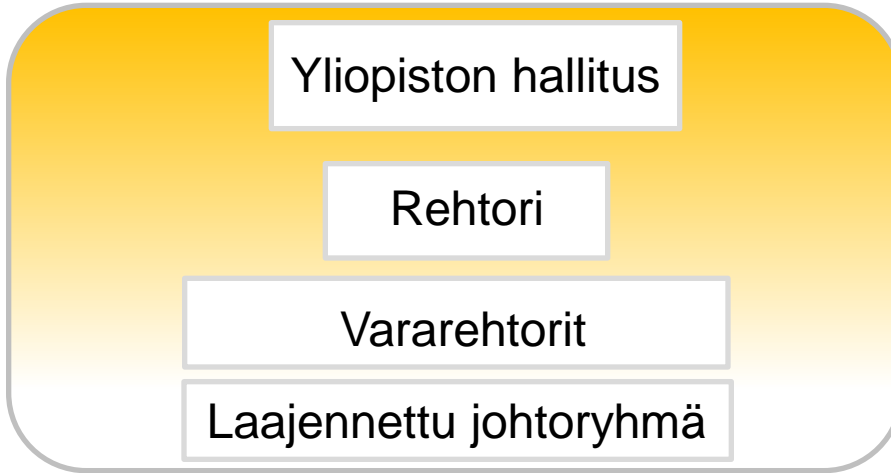 Yliopiston hallitus
Rehtori
Vararehtorit
Laajennettu johtoryhmä